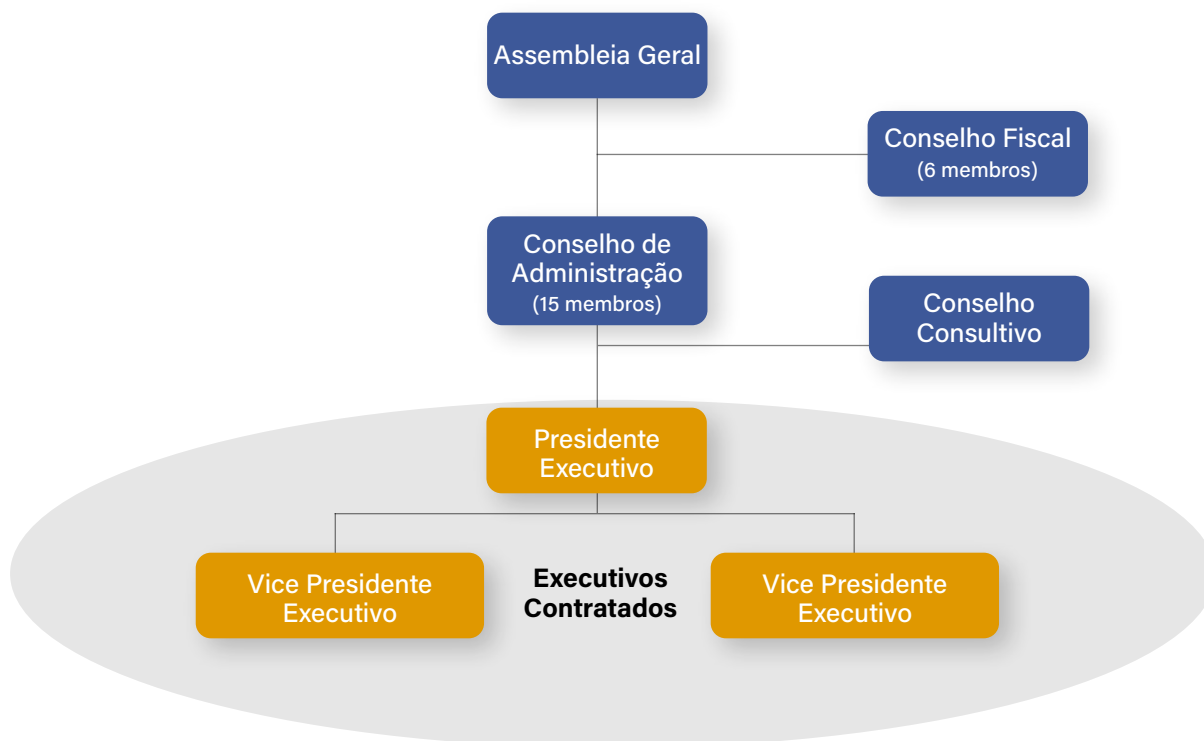 Assembleia Geral
Conselho Fiscal
(6 membros)
Conselho de
Administração
(15 membros)
Conselho
Consultivo
Presidente
Executivo
Vice Presidente
Executivo
Executivos
Contratados
Vice Presidente
Executivo